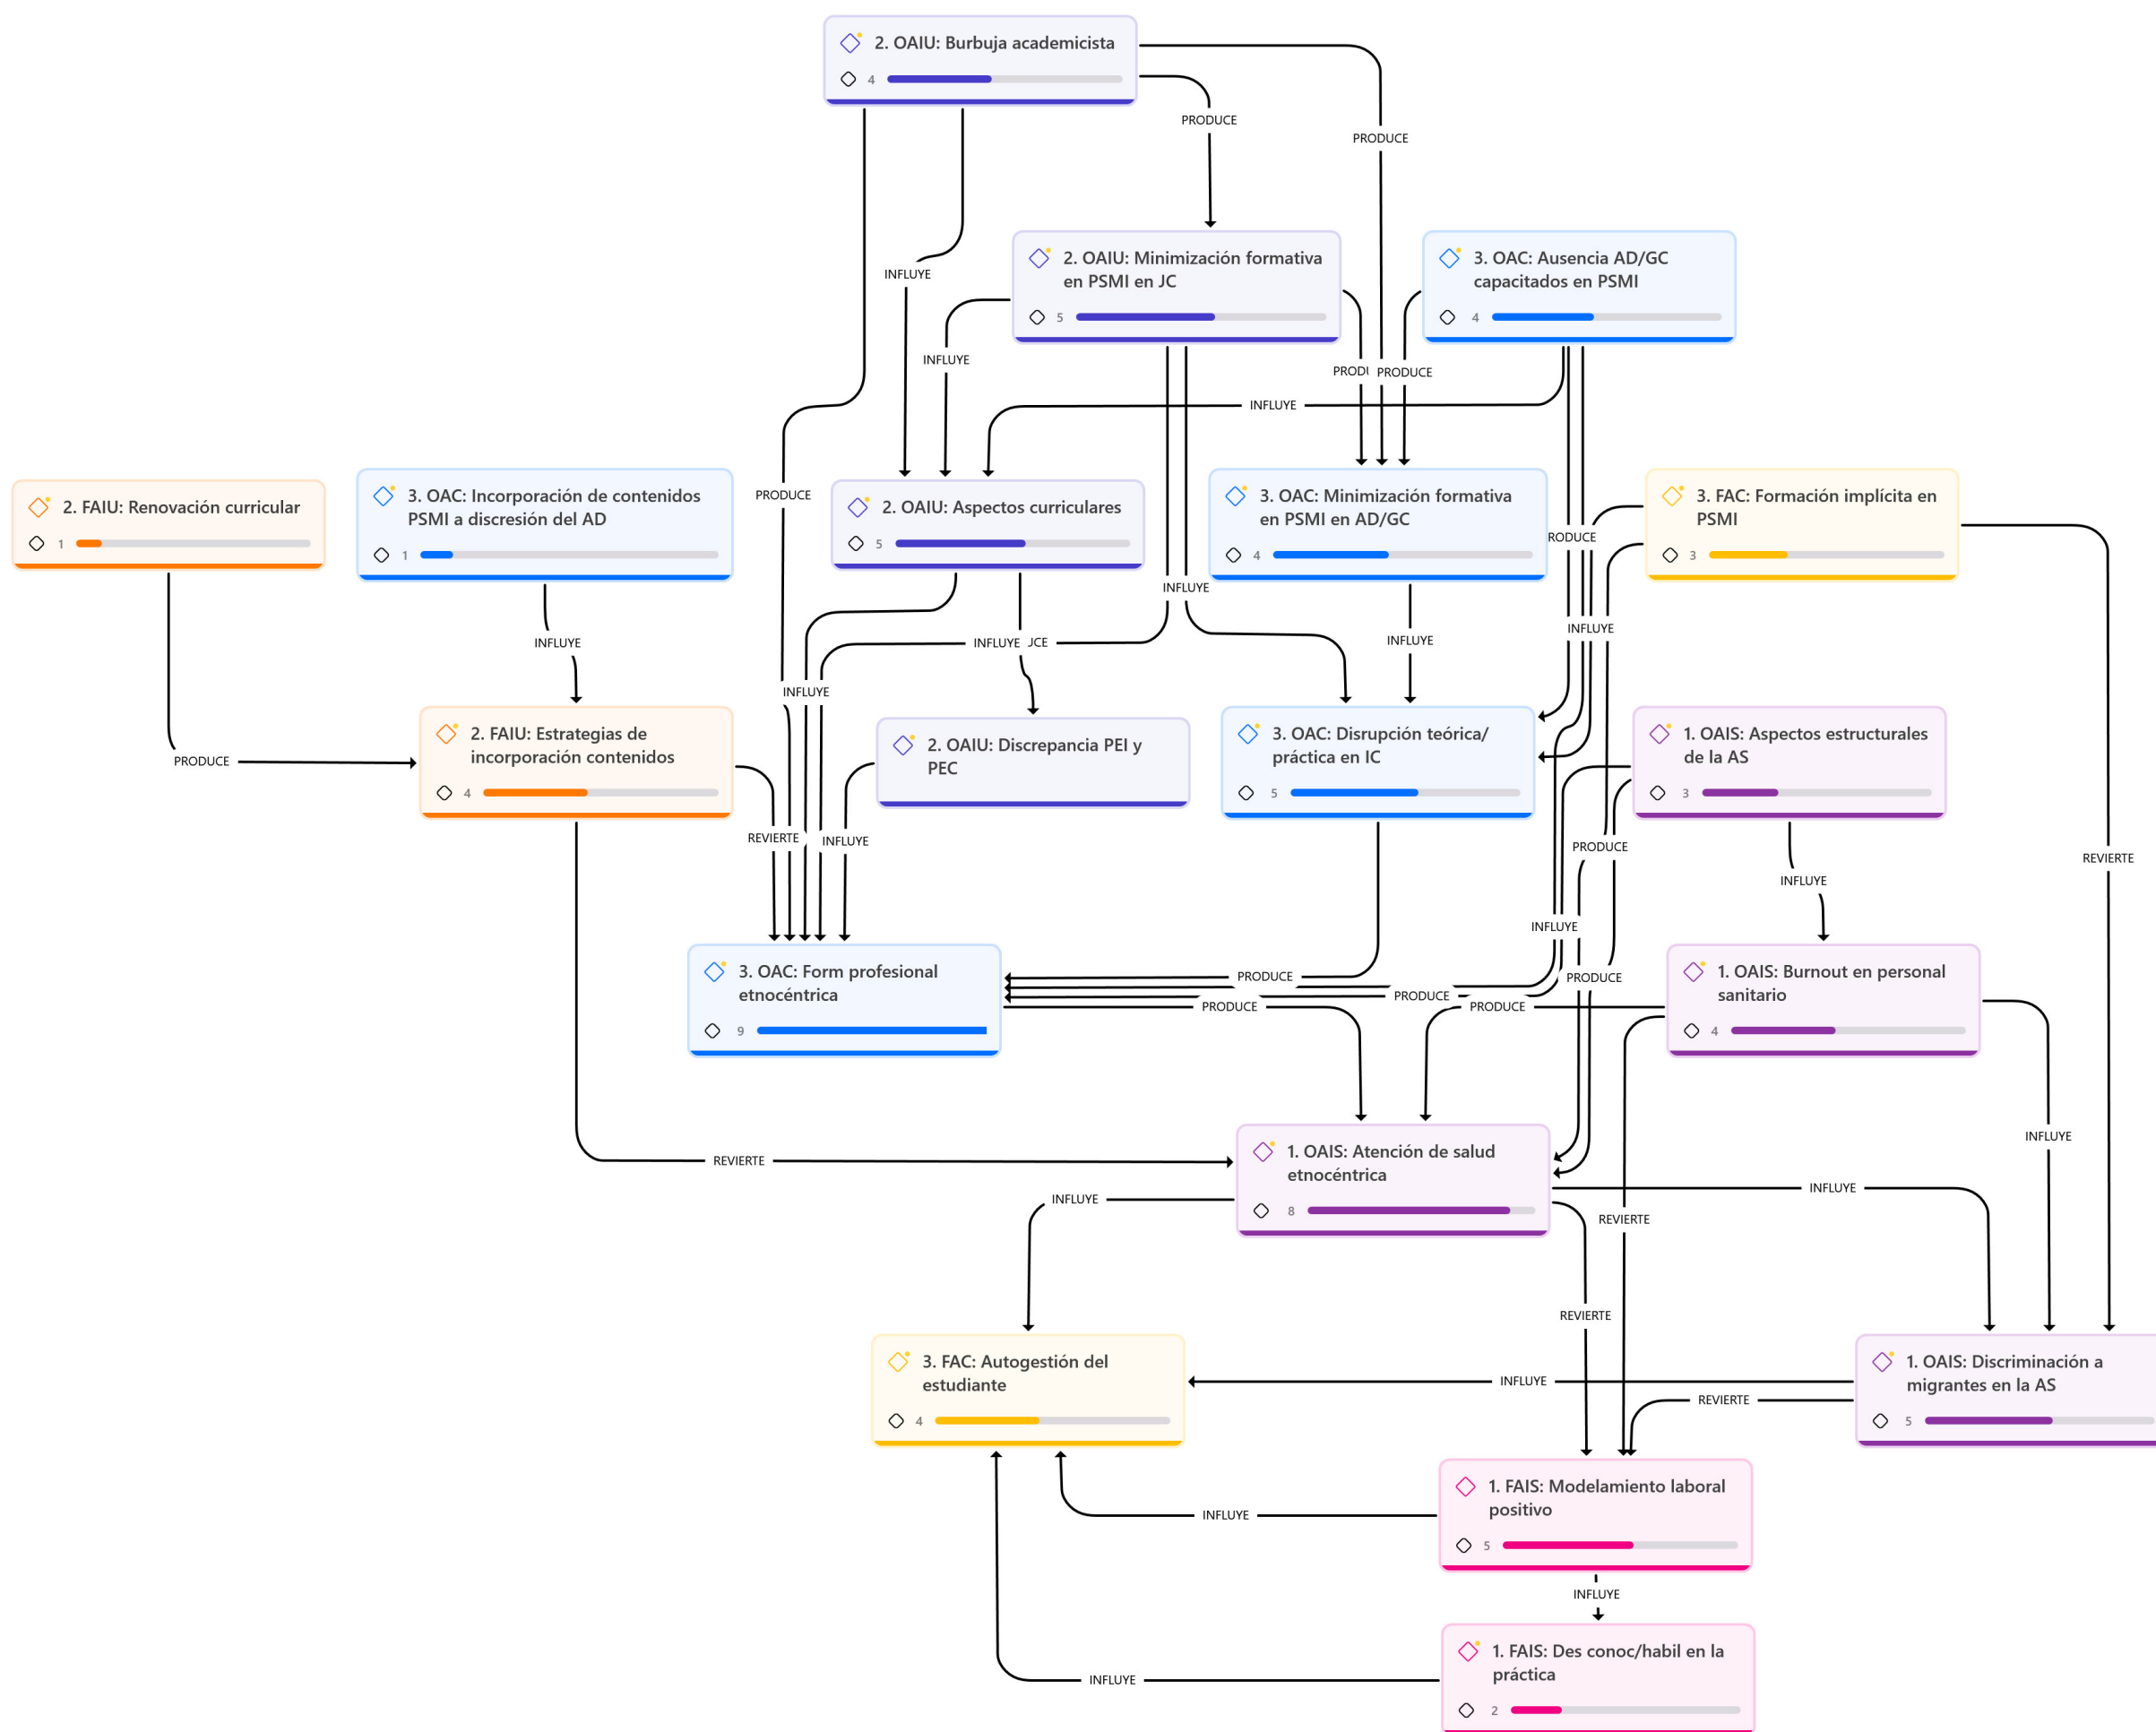 2. OAIU: Burbuja academicista
4
PRODUCE
PRODUCE
INFLUYE
2. OAIU: Minimización formativa
en PSMI en JC
5
3. OAC: Ausencia AD/GC
capacitados en PSMI
4
INFLUYE
PRODUCE
INFLUYE
PRODUCE
2. FAIU: Renovación curricular
1
3. OAC: Incorporación de contenidos
PSMI a discresión del AD
1
2. OAIU: Aspectos curriculares
5
3. OAC: Minimización formativa
en PSMI en AD/GC
4
3. FAC: Formación implícita en
PSMI
3
INFLUYE
INFLUYE
INFLUYE
INFLUYE
INFLUYE
INFLUYE
2. FAIU: Estrategias de
incorporación contenidos
4
2. OAIU: Discrepancia PEI y
PEC
3. OAC: Disrupción teórica/
práctica en IC
5
1. OAIS: Aspectos estructurales
de la AS
3
PRODUCE
REVIERTE
INFLUYE
PRODUCE
REVIERTE
INFLUYE
INFLUYE
3. OAC: Form profesional
etnocéntrica
9
PRODUCE
PRODUCE
PRODUCE
PRODUCE
PRODUCE
1. OAIS: Burnout en personal
sanitario
4
INFLUYE
REVIERTE
1. OAIS: Atención de salud
etnocéntrica
8
INFLUYE
INFLUYE
REVIERTE
REVIERTE
3. FAC: Autogestión del
estudiante
4
INFLUYE
REVIERTE
1. OAIS: Discriminación a
migrantes en la AS
5
1. FAIS: Modelamiento laboral
positivo
5
INFLUYE
INFLUYE
1. FAIS: Des conoc/habil en la
práctica
2
INFLUYE